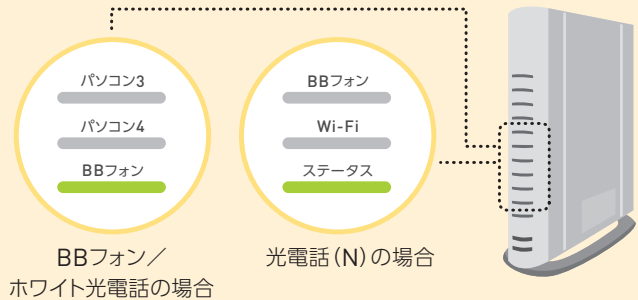 パソコン3
パソコン4
BBフォン
BBフォン
Wi-Fi
ステータス
BBフォン／
ホワイト光電話の場合
光電話(N)の場合